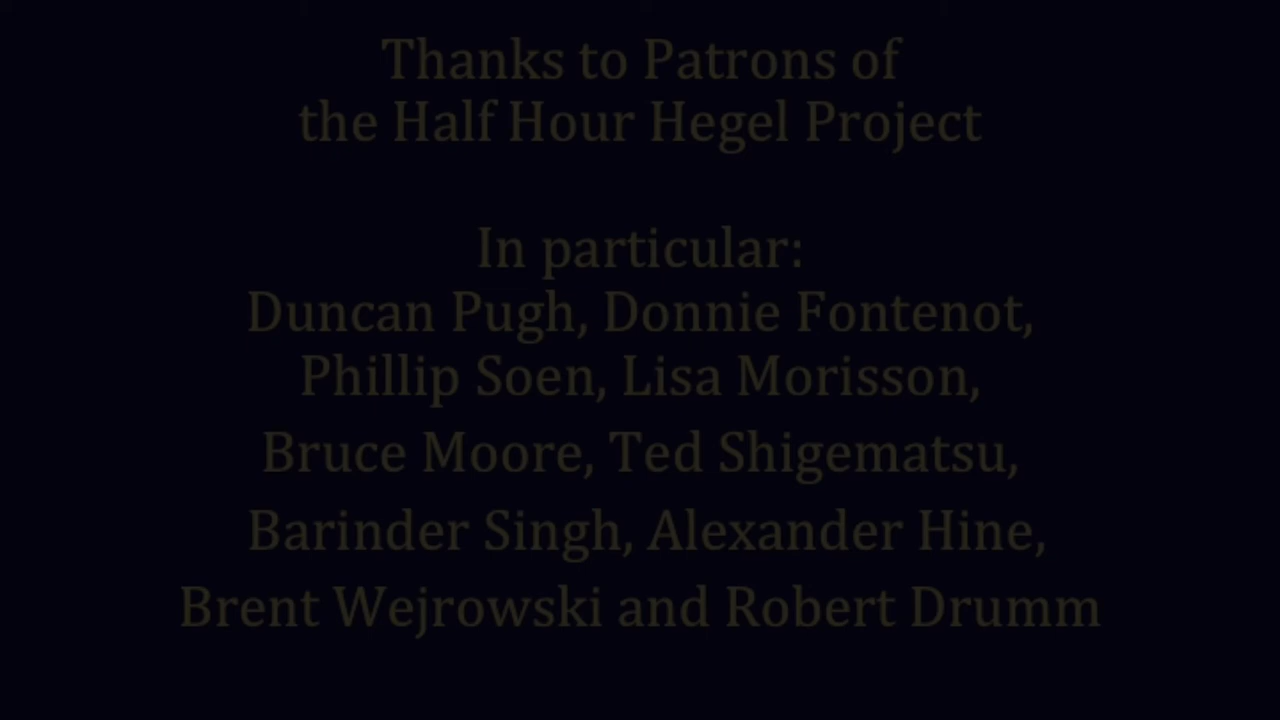 Thanks to Patrons of
the Half Hour Hegel Project
In particular:
Duncan Pugh, Donnie Fontenot,
Phillip Soen, Lisa Morisson,
Bruce Moore, Ted Shigematsu,
Barinder Singh, Alexander Hine,
Brent Wejrowski and Robert Drumm